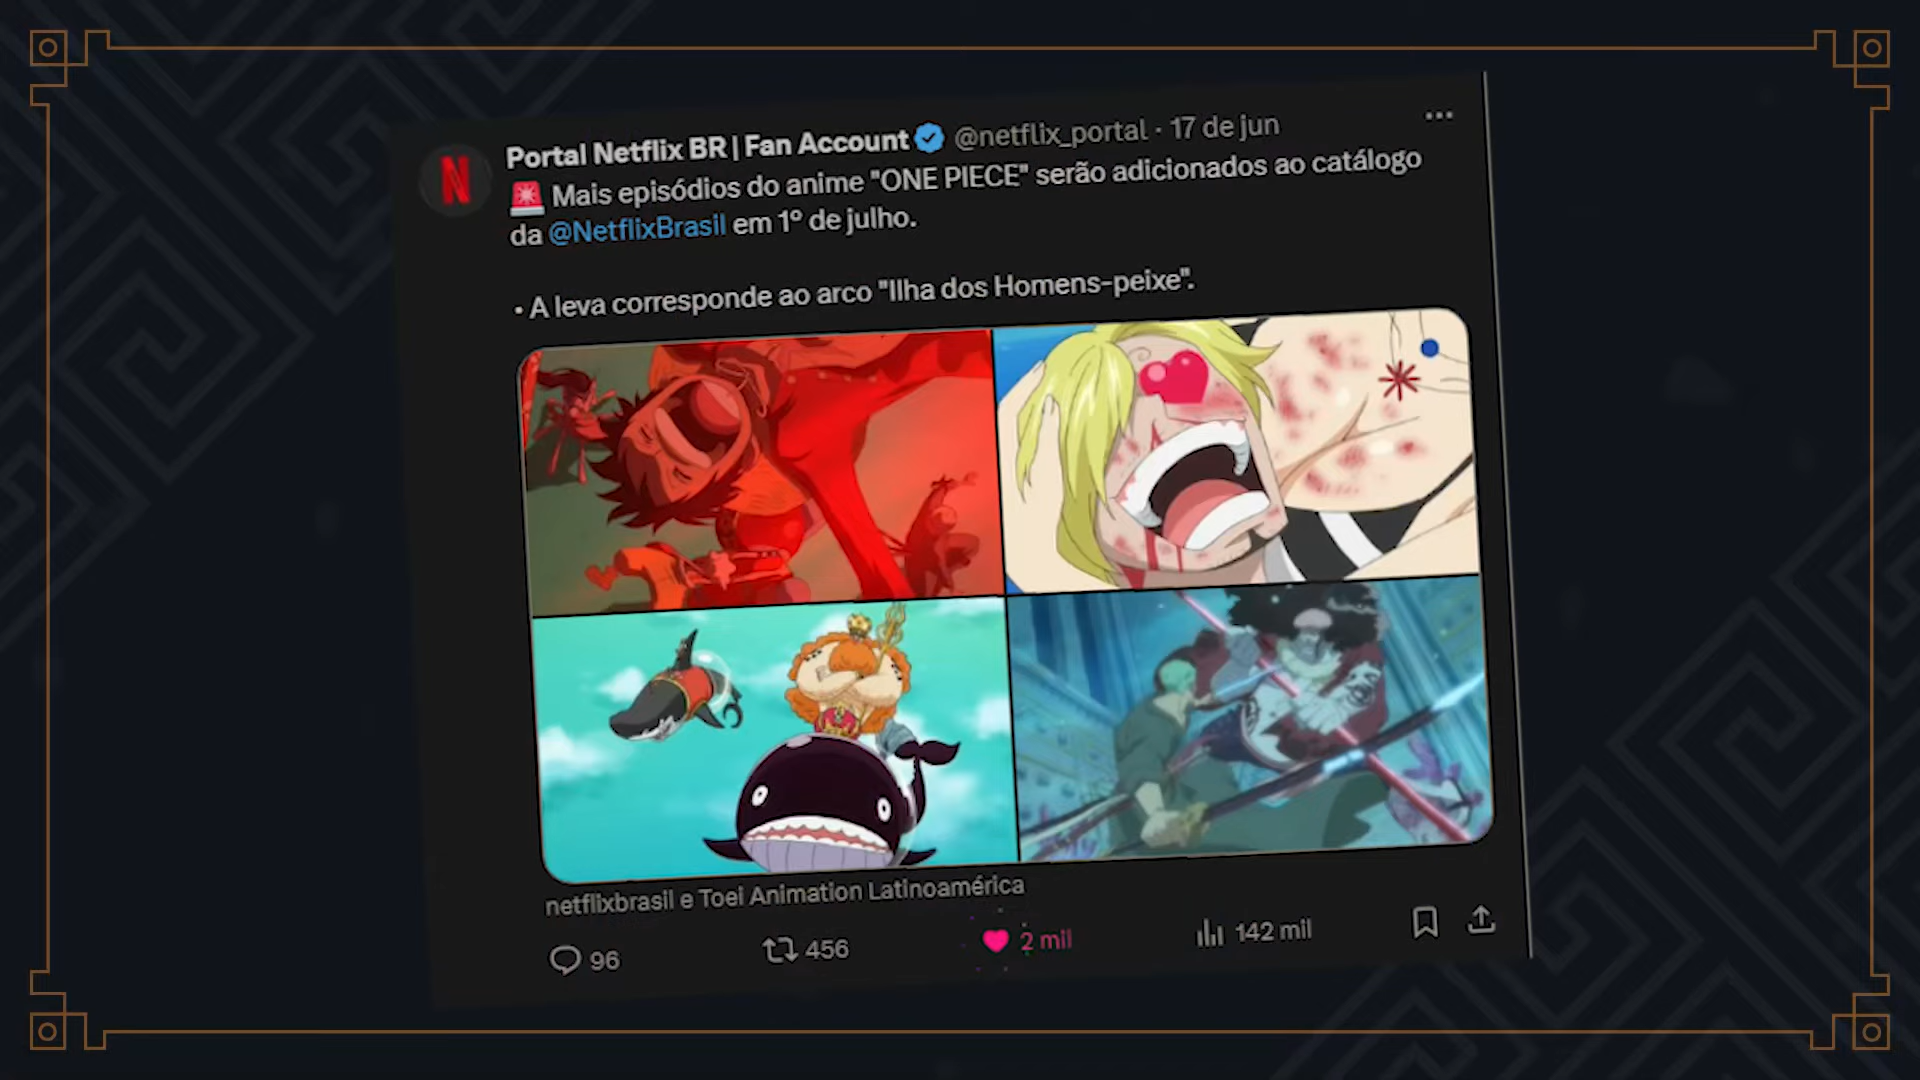 Portal Netflix BR | Fan Account @netflix_portal · 17 de jun
Mais episódios do anime "ONE PIECE" serão adicionados ao catálogo
da @NetflixBrasil em 1º de julho.
• A leva corresponde ao arco "Ilha dos Homens-peixe".
netflixbrasil e Toei Animation Latinoamérica
96 456 2 mil 142 mil